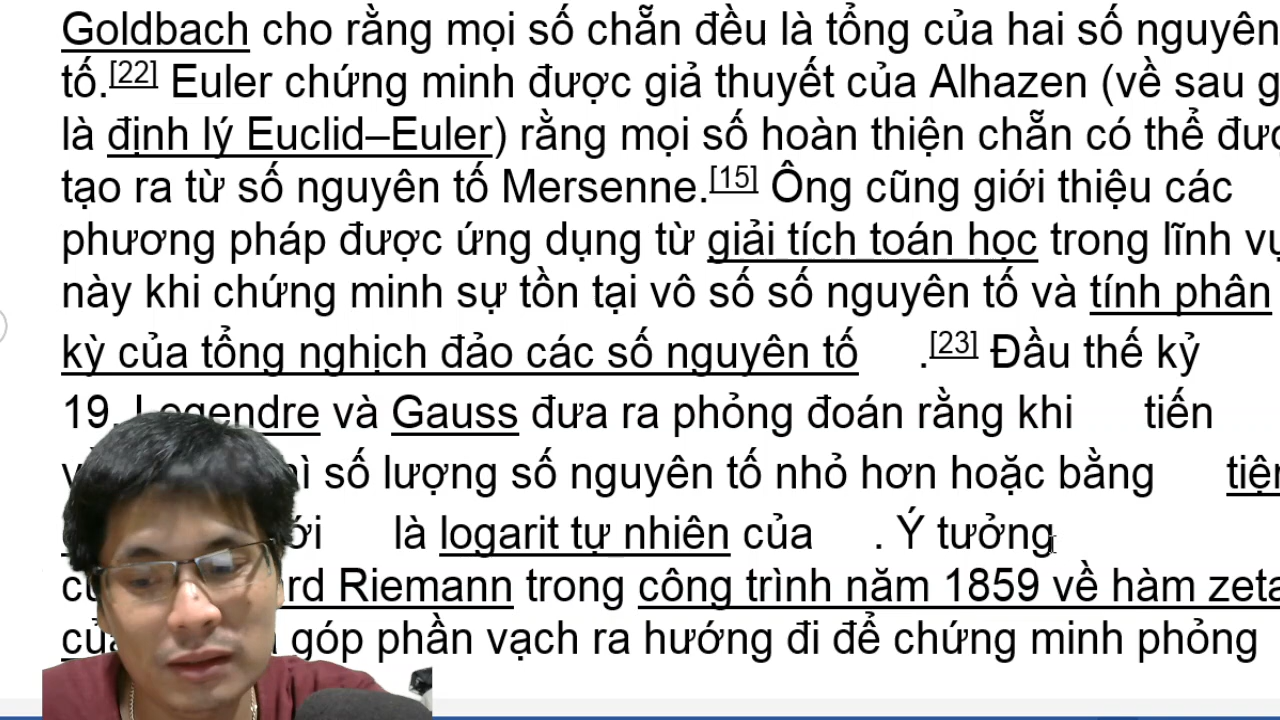 Goldbach cho rằng mọi số chẵn đều là tổng của hai số nguyên
tố.[22] Euler chứng minh được giả thuyết của Alhazen (về sau
là định lý Euclid–Euler) rằng mọi số hoàn thiện chẵn có thể
tạo ra từ số nguyên tố Mersenne.[15] Ông cũng giới thiệu các
phương pháp được ứng dụng từ giải tích toán học trong lĩnh
này khi chứng minh sự tồn tại vô số số nguyên tố và tính phân
kỳ của tổng nghịch đảo các số nguyên tố .[23] Đầu thế kỷ
19, Legendre và Gauss đưa ra phỏng đoán rằng khi tiến
số lượng số nguyên tố nhỏ hơn hoặc bằng
là logarit tự nhiên của . Ý tưởng
Riemann trong công trình năm 1859 về hàm zeta
của góp phần vạch ra hướng đi để chứng minh phỏng